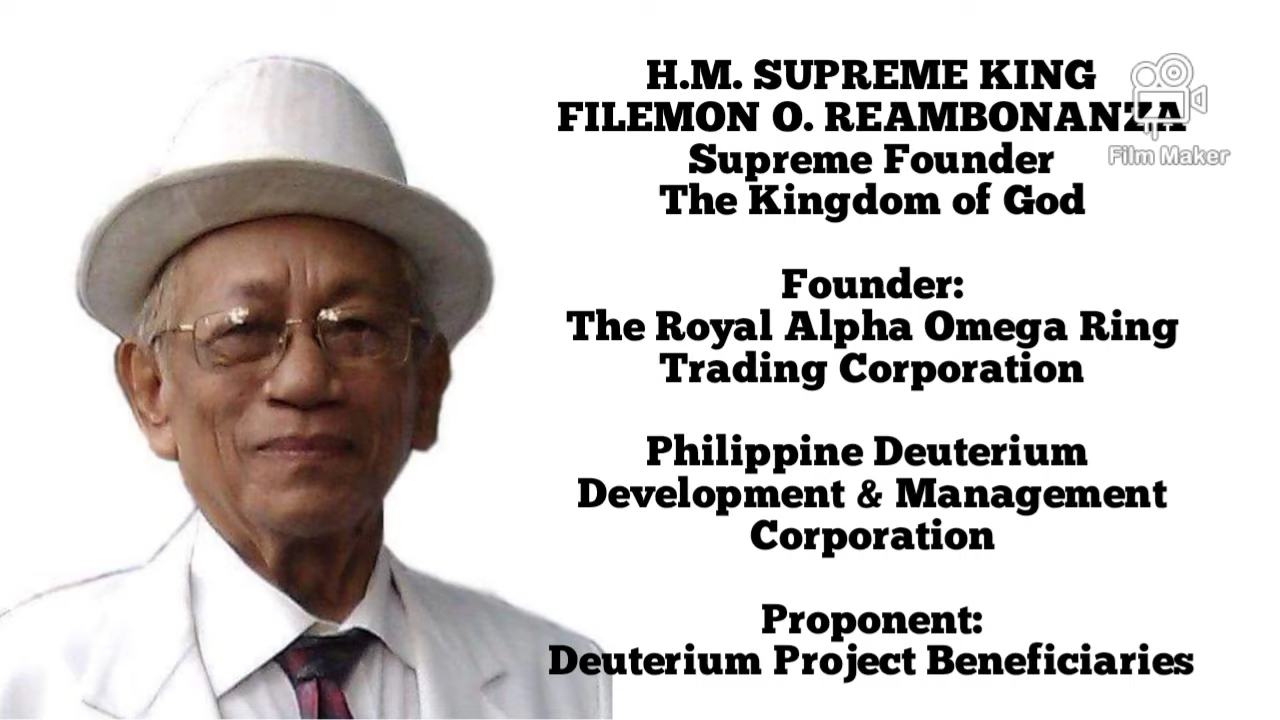 H.M. SUPREME KING
FILEMON O. REAMBONANZA
Film Maker
Supreme Founder
The Kingdom of God
Founder:
The Royal Alpha Omega Ring
Trading Corporation
Philippine Deuterium
Development & Management
Corporation
Proponent:
Deuterium Project Beneficiaries